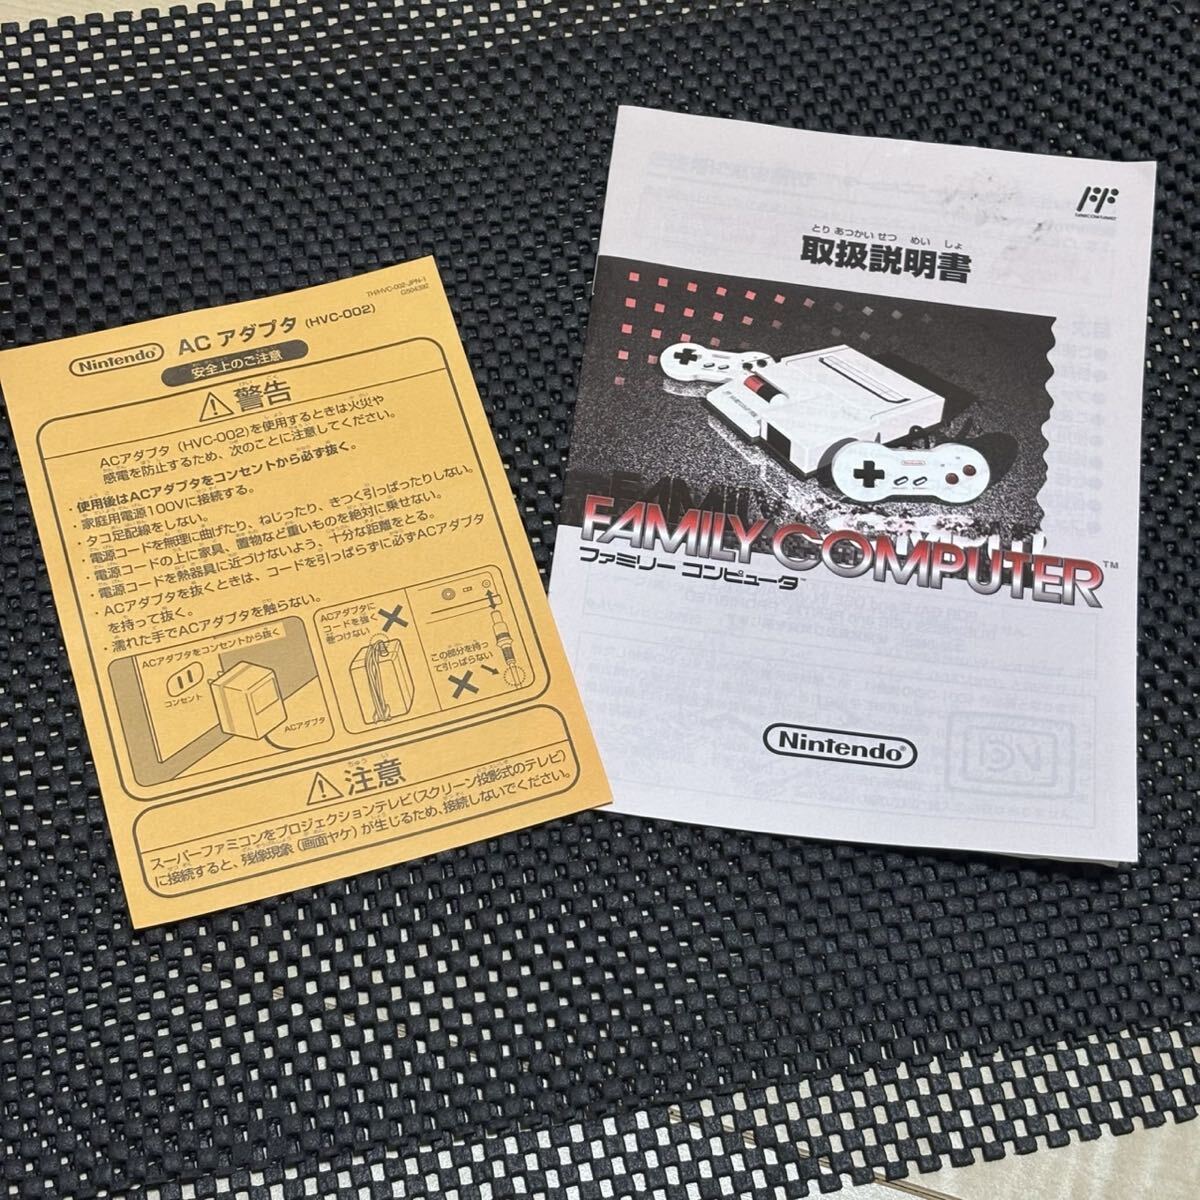 TH/HVC-002-JPN-1
G504392
Nintendo
AC アダプタ (HVC-002)
安全上のご注意
警告
ACアダプタ (HVC-002)を使用するときは火災や
感電を防止するため、次のことに注意してください。
・使用後はACアダプタをコンセントから必ず抜く。
・家庭用電源100Vに接続する。
・タコ足配線をしない。
・電源コードを無理に曲げたり、ねじったり、きつく引っぱったりしない。
・電源コードの上に家具、置物など重いものを絶対に乗せない。
・電源コードを熱器具に近づけないよう、十分な距離をとる。
・ACアダプタを抜くときは、コードを引っぱらずに必ずACアダプタ
を持って抜く。
・濡れた手でACアダプタを触らない。
ACアダプタをコンセントから抜く
コンセント
ACアダプタ
ACアダプタに
コードを強く
巻つけない
この部分を持っ
て引っぱらない
ちゅう い
注意
スーパーファミコンをプロジェクションテレビ(スクリーン投影式のテレビ)
に接続すると、残像現象(画面ヤケ)が生じるため、接続しないでください。
FAMICOM FAMILY
とり あつかい せつ めい しょ
取扱説明書
Nintendo
FAMILY COMPUTER™
ファミリー コンピュータ™
Nintendo®